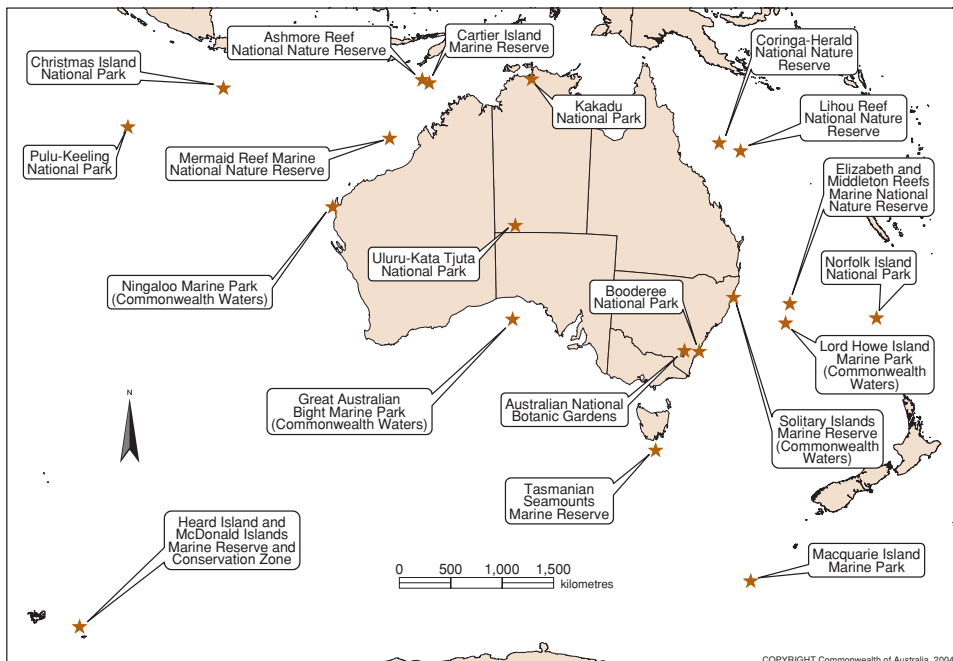 Ashmore Reef
National Nature Reserve
Cartier Island
Marine Reserve
Coringa-Herald
National Nature
Reserve
Christmas Island
National Park
Kakadu
National Park
Lihou Reef
National Nature
Reserve
Pulu-Keeling
National Park
Mermaid Reef Marine
National Nature Reserve
Elizabeth and
Middleton Reefs
Marine National
Nature Reserve
Uluru-Kata Tjuta
National Park
Norfolk Island
National Park
Ningaloo Marine Park
(Commonwealth Waters)
Booderee
National Park
Lord Howe Island
Marine Park
(Commonwealth
Waters)
N
Great Australian
Bight Marine Park
(Commonwealth Waters)
Australian National
Botanic Gardens
Solitary Islands
Marine Reserve
(Commonwealth
Waters)
Tasmanian
Seamounts
Marine Reserve
Heard Island and
McDonald Islands
Marine Reserve and
Conservation Zone
Macquarie Island
Marine Park
0 500 1,000 1,500
kilometres
COPYRIGHT Commonwealth of Australia, 2004